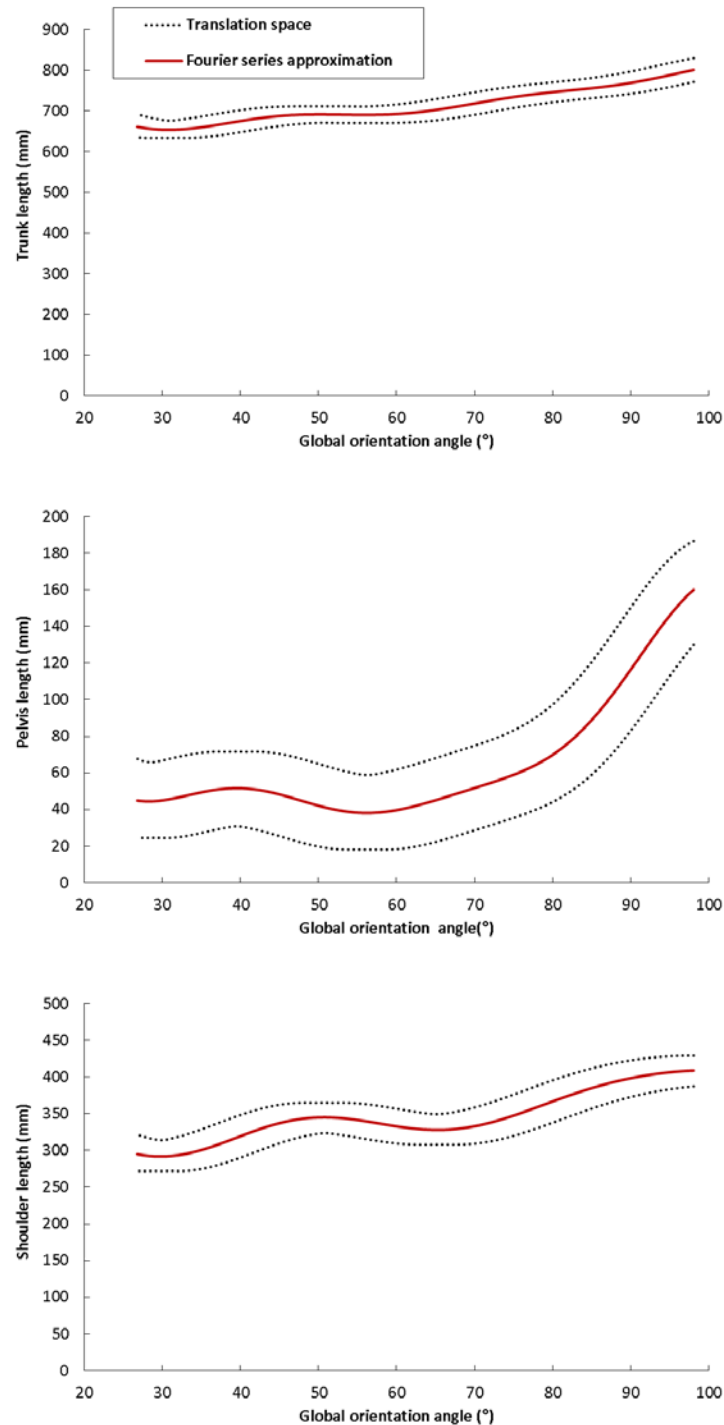 Translation space
Fourier series approximation
900
800
700
600
500
400
300
200
100
0
Trunk length (mm)
20 30 40 50 60 70 80 90 100
Global orientation angle (°)
200
180
160
140
120
100
80
60
40
20
0
Pelvis length (mm)
20 30 40 50 60 70 80 90 100
Global orientation angle(°)
500
450
400
350
300
250
200
150
100
50
0
Shoulder length (mm)
20 30 40 50 60 70 80 90 100
Global orientation angle (°)